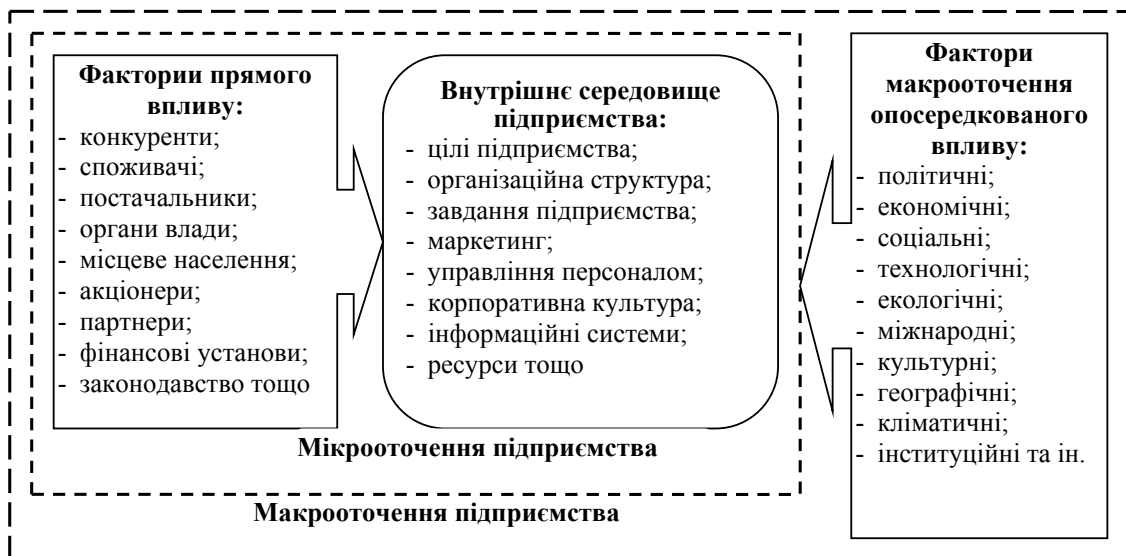 Фактории прямого
впливу:
- конкуренти;
- споживачі;
- постачальники;
- органи влади;
- місцеве населення;
- акціонери;
- партнери;
- фінансові установи;
- законодавство тощо
Внутрішнє середовище
підприємства:
- цілі підприємства;
- організаційна структура;
- завдання підприємства;
- маркетинг;
- управління персоналом;
- корпоративна культура;
- інформаційні системи;
- ресурси тощо
Фактори
макрооточення
опосередкованого
впливу:
- політичні;
- економічні;
- соціальні;
- технологічні;
- екологічні;
- міжнародні;
- культурні;
- географічні;
- кліматичні;
- інституційні та ін.
Мікрооточення підприємства
Макрооточення підприємства